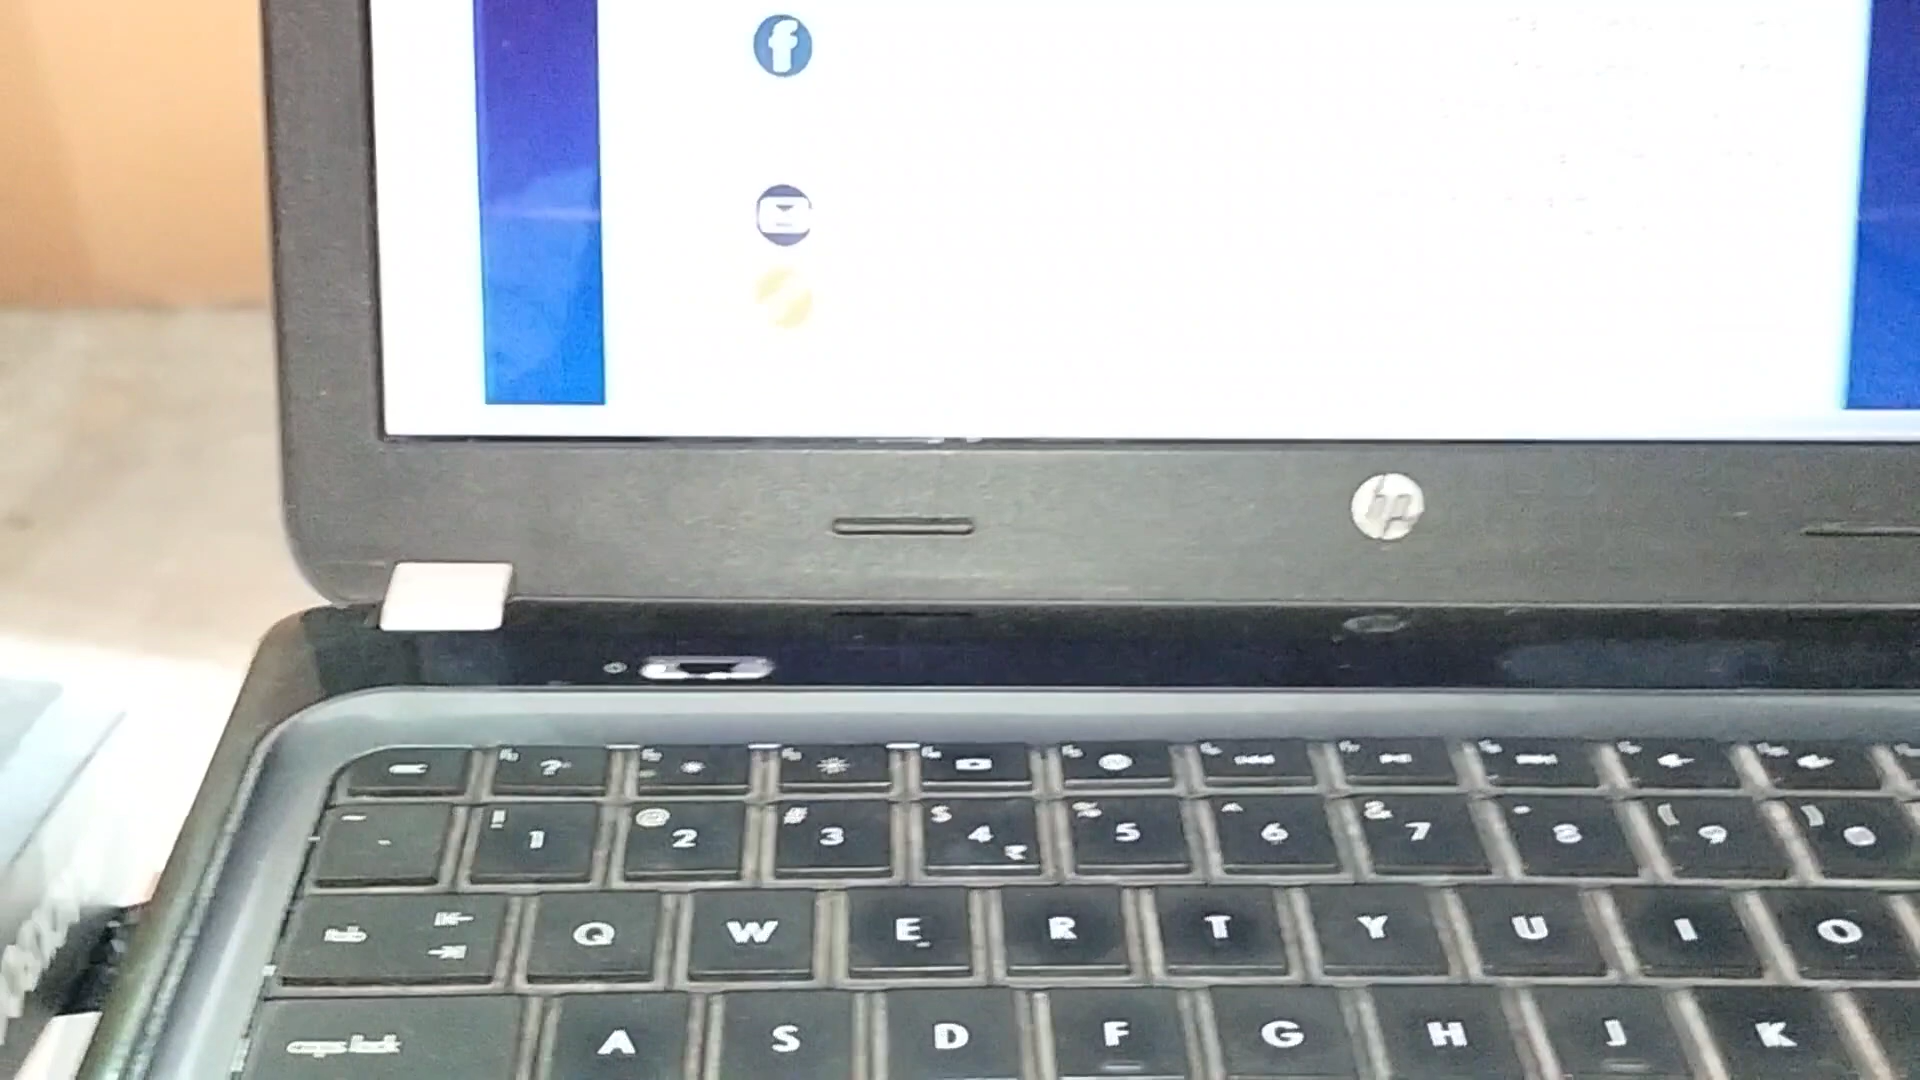 f
hp
?
! 1
@ 2
# 3
$ 4 ₹
% 5
^ 6
& 7
* 8
( 9
) 0
tab Q W E R T Y U I O
caps lock A S D F G H J K